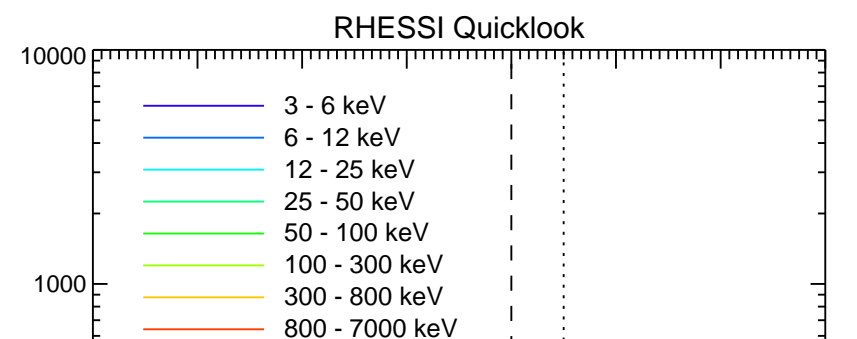 RHESSI Quicklook
10000
3 - 6 keV
6 - 12 keV
12 - 25 keV
25 - 50 keV
50 - 100 keV
100 - 300 keV
1000
300 - 800 keV
800 - 7000 keV